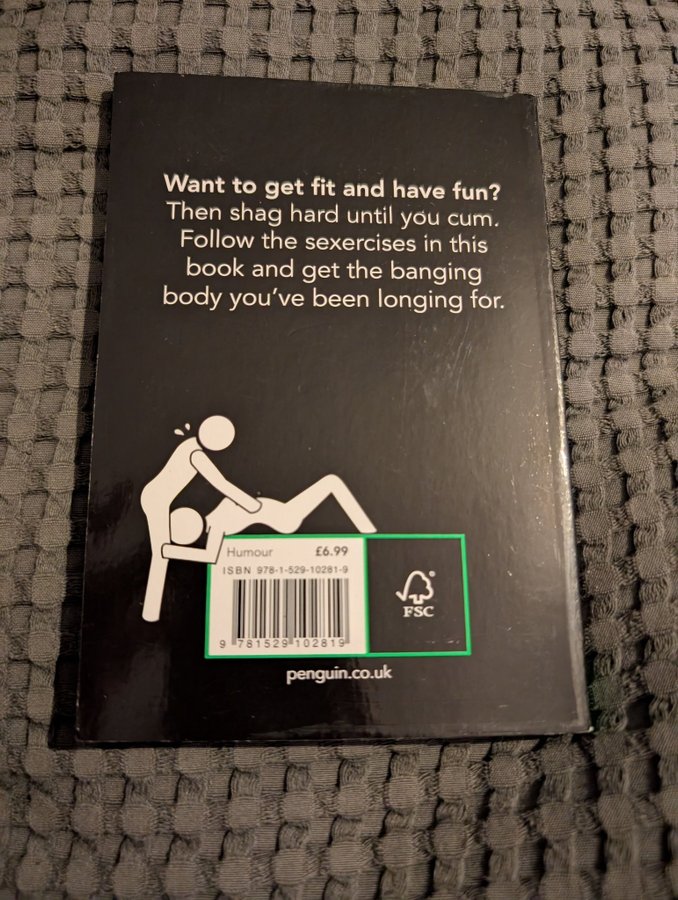 Want to get fit and have fun?
Then shag hard until you cum.
Follow the sexercises in this
book and get the banging
body you've been longing for.
Humour £6.99
ISBN 978-1-529-10281-9
9 781529 102819
FSC
penguin.co.uk